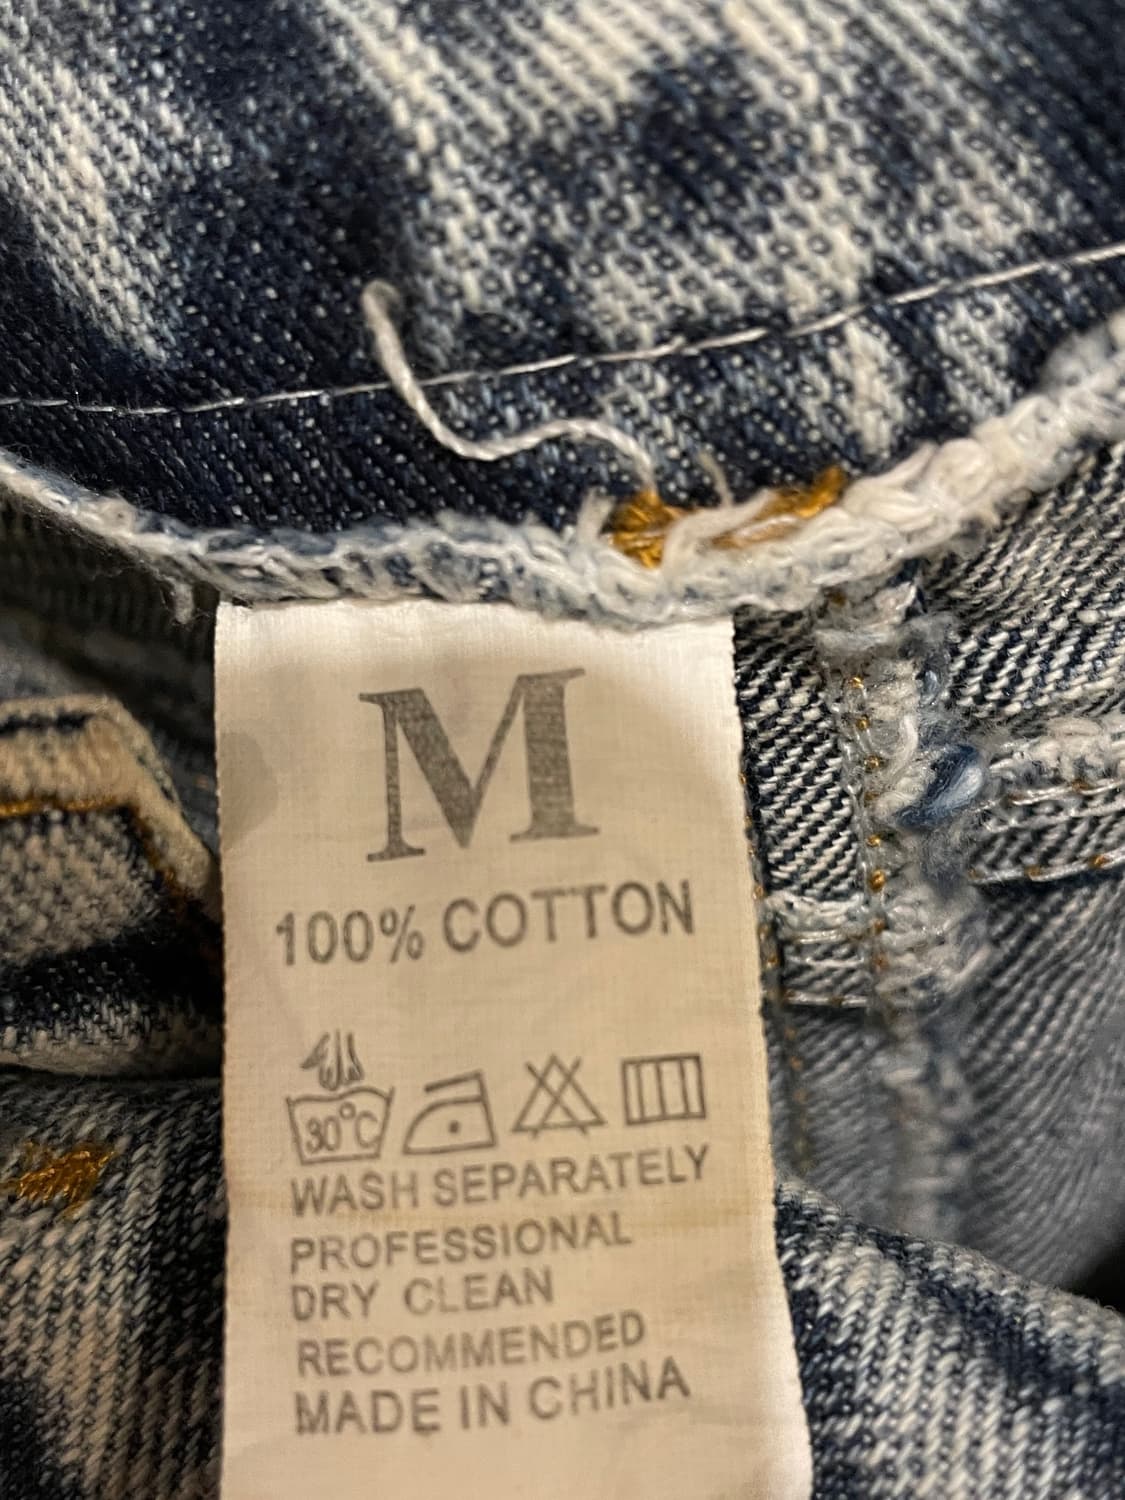 M
100% COTTON
30°C
WASH SEPARATELY
PROFESSIONAL
DRY CLEAN
RECOMMENDED
MADE IN CHINA